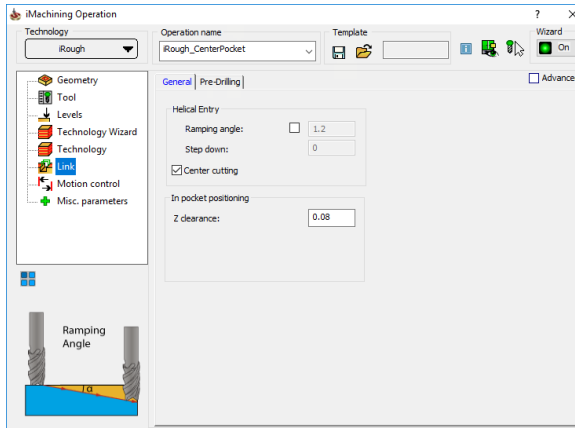 iMachining Operation
?
Technology
Operation name
Template
Wizard
iRough
iRough_CenterPocket
On
Geometry
Tool
Levels
Technology Wizard
Technology
Link
Motion control
Misc. parameters
General
Pre-Drilling
Advance
Helical Entry
Ramping angle:
1.2
Step down:
0
Center cutting
In pocket positioning
Z clearance:
0.08
Ramping
Angle
α